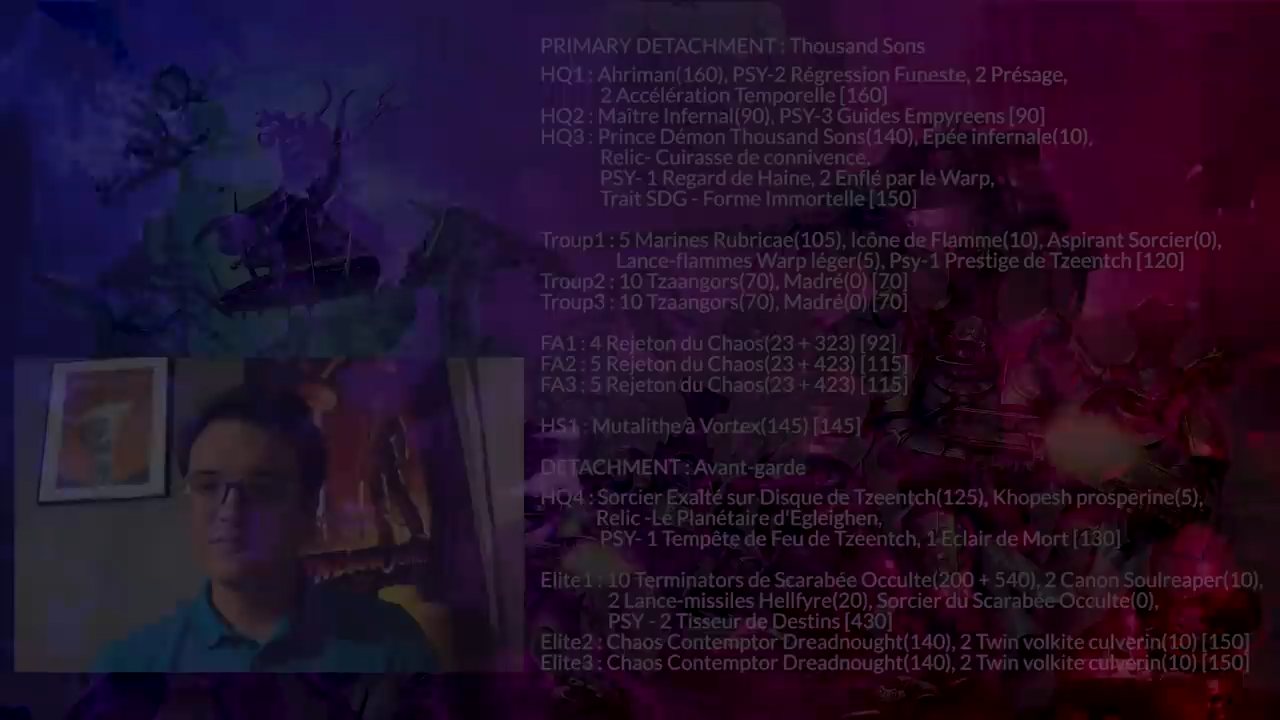 PRIMARY DETACHMENT : Thousand Sons
HQ1 : Ahriman(160), PSY-2 Régression Funeste, 2 Présage,
2 Accélération Temporelle [160]
HQ2 : Maître Infernal(90), PSY-3 Guides Empyreens [90]
HQ3 : Prince Démon Thousand Sons(140), Epée infernale(10),
Relic- Cuirasse de connivence,
PSY- 1 Regard de Haine, 2 Enflé par le Warp,
Trait SDG - Forme Immortelle [150]
Troup1 : 5 Marines Rubricae(105), Icône de Flamme(10), Aspirant Sorcier(0),
Lance-flammes Warp léger(5), Psy-1 Prestige de Tzeentch [120]
Troup2 : 10 Tzaangors(70), Madré(0) [70]
Troup3 : 10 Tzaangors(70), Madré(0) [70]
FA1 : 4 Rejeton du Chaos(23 + 323) [92]
FA2 : 5 Rejeton du Chaos(23 + 423) [115]
FA3 : 5 Rejeton du Chaos(23 + 423) [115]
HS1 : Mutalithe à Vortex(145) [145]
DETACHMENT : Avant-garde
HQ4 : Sorcier Exalté sur Disque de Tzeentch(125), Khopesh prosperine(5),
Relic -Le Planétaire d'Egleighen,
PSY- 1 Tempête de Feu de Tzeentch, 1 Eclair de Mort [130]
Elite1 : 10 Terminators de Scarabée Occulte(200 + 540), 2 Canon Soulreaper(10),
2 Lance-missiles Hellfyre(20), Sorcier du Scarabée Occulte(0),
PSY - 2 Tisseur de Destins [430]
Elite2 : Chaos Contemptor Dreadnought(140), 2 Twin volkite culverin(10) [150]
Elite3 : Chaos Contemptor Dreadnought(140), 2 Twin volkite culverin(10) [150]